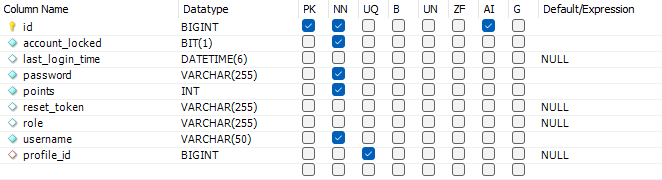 Column Name Datatype PK NN UQ B UN ZF AI G Default/Expression
id BIGINT
account_locked BIT(1)
last_login_time DATETIME(6) NULL
password VARCHAR(255)
points INT
reset_token VARCHAR(255) NULL
role VARCHAR(255) NULL
username VARCHAR(50)
profile_id BIGINT NULL